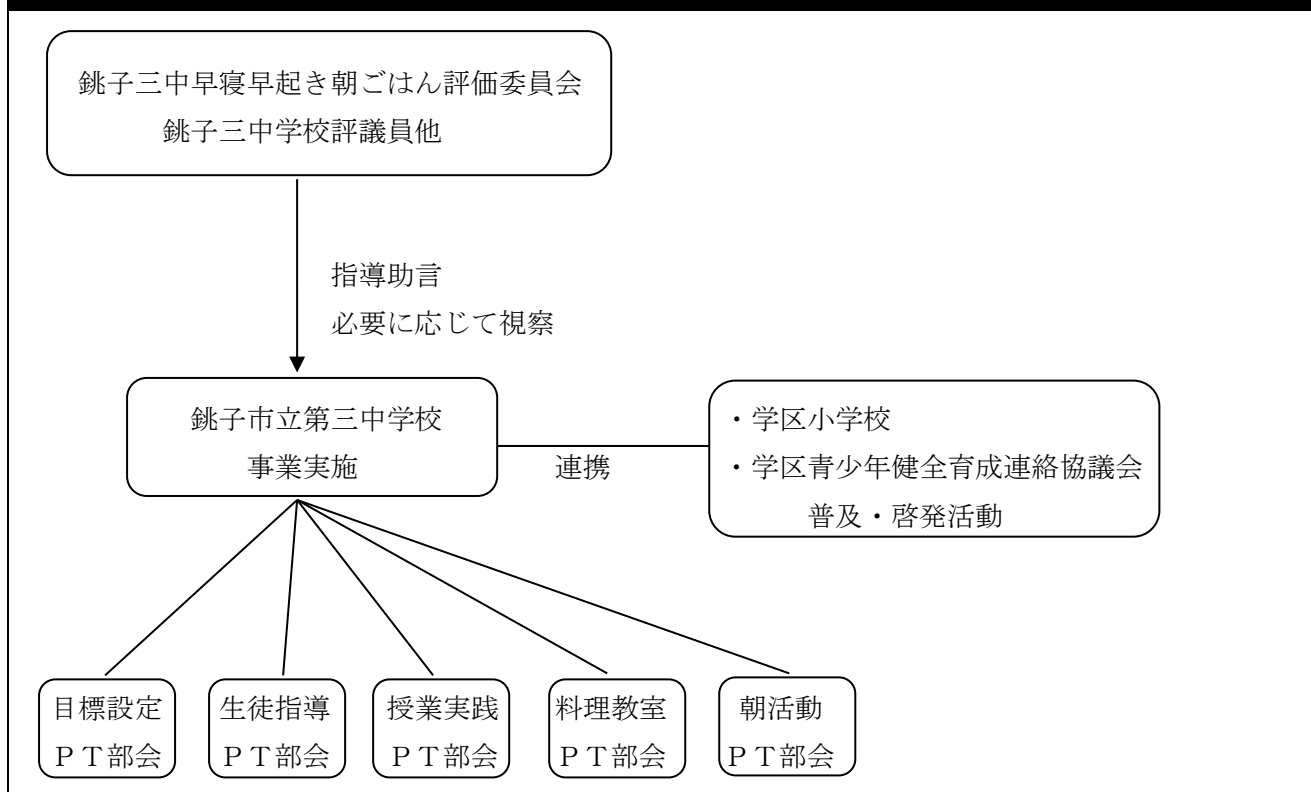 銚子三中早寝早起き朝ごはん評価委員会
銚子三中学校評議員他
指導助言
必要に応じて視察
銚子市立第三中学校
事業実施
連携
・学区小学校
・学区青少年健全育成連絡協議会
普及・啓発活動
目標設定
ＰＴ部会
生徒指導
ＰＴ部会
授業実践
ＰＴ部会
料理教室
ＰＴ部会
朝活動
ＰＴ部会